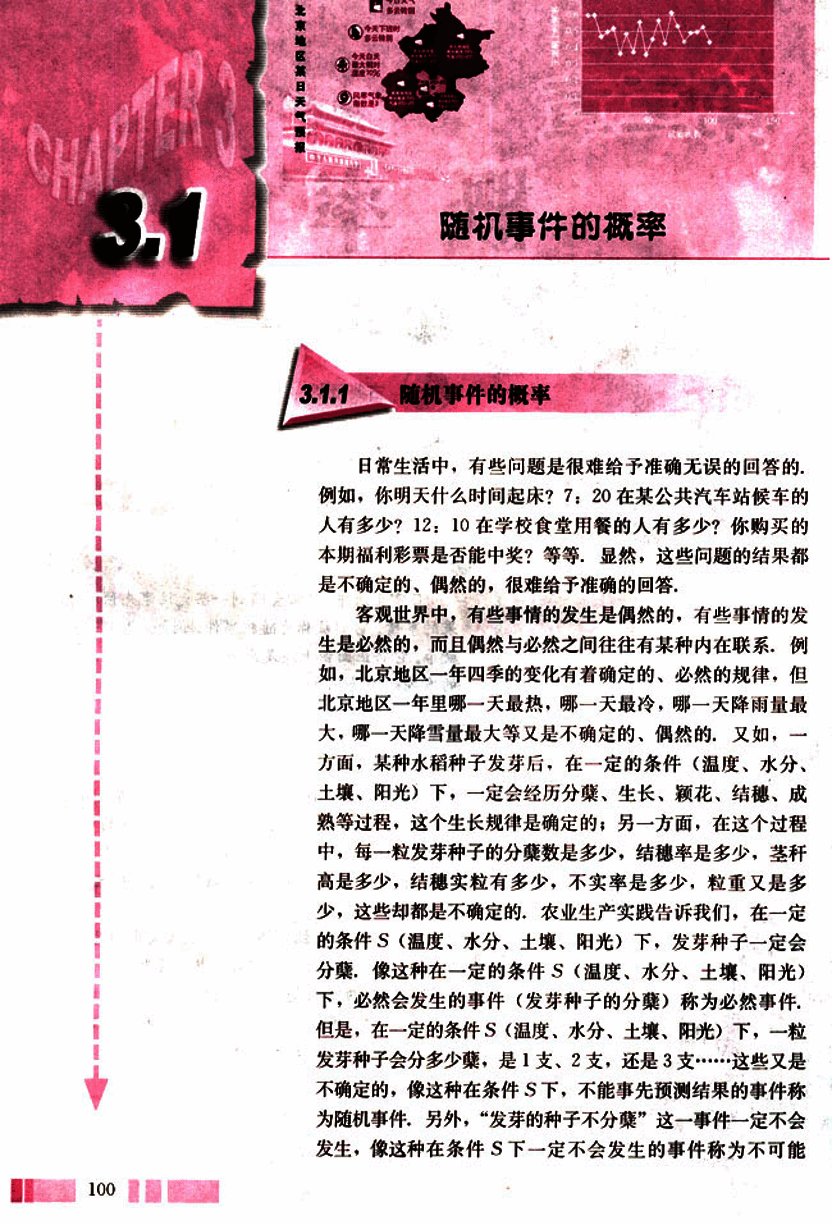 北京地区某日天气预报
今天下班时
多云转阴
今天白天
CHAPTER 3
3.1
随机事件的概率
50 100 150
3.1.1 随机事件的概率
日常生活中，有些问题是很难给予准确无误的回答的.
例如，你明天什么时间起床？7：20在某公共汽车站候车的
人有多少？12：10在学校食堂用餐的人有多少？你购买的
本期福利彩票是否能中奖？等等. 显然，这些问题的结果都
是不确定的、偶然的，很难给予准确的回答.
客观世界中，有些事情的发生是偶然的，有些事情的发
生是必然的，而且偶然与必然之间往往有某种内在联系. 例
如，北京地区一年四季的变化有着确定的、必然的规律，但
北京地区一年里哪一天最热，哪一天最冷，哪一天降雨量最
大，哪一天降雪量最大等又是不确定的、偶然的. 又如，一
方面，某种水稻种子发芽后，在一定的条件（温度、水分、
土壤、阳光）下，一定会经历分蘖、生长、颖花、结穗、成
熟等过程，这个生长规律是确定的；另一方面，在这个过程
中，每一粒发芽种子的分蘖数是多少，结穗率是多少，茎秆
高是多少，结穗实粒有多少，不实率是多少，粒重又是多
少，这些却都是不确定的. 农业生产实践告诉我们，在一定
的条件S（温度、水分、土壤、阳光）下，发芽种子一定会
分蘖. 像这种在一定的条件S（温度、水分、土壤、阳光）
下，必然会发生的事件（发芽种子的分蘖）称为必然事件.
但是，在一定的条件S（温度、水分、土壤、阳光）下，一粒
发芽种子会分多少蘖，是1支、2支，还是3支……这些又是
不确定的，像这种在条件S下，不能事先预测结果的事件称
为随机事件. 另外，“发芽的种子不分蘖”这一事件一定不会
发生，像这种在条件S下一定不会发生的事件称为不可能
100